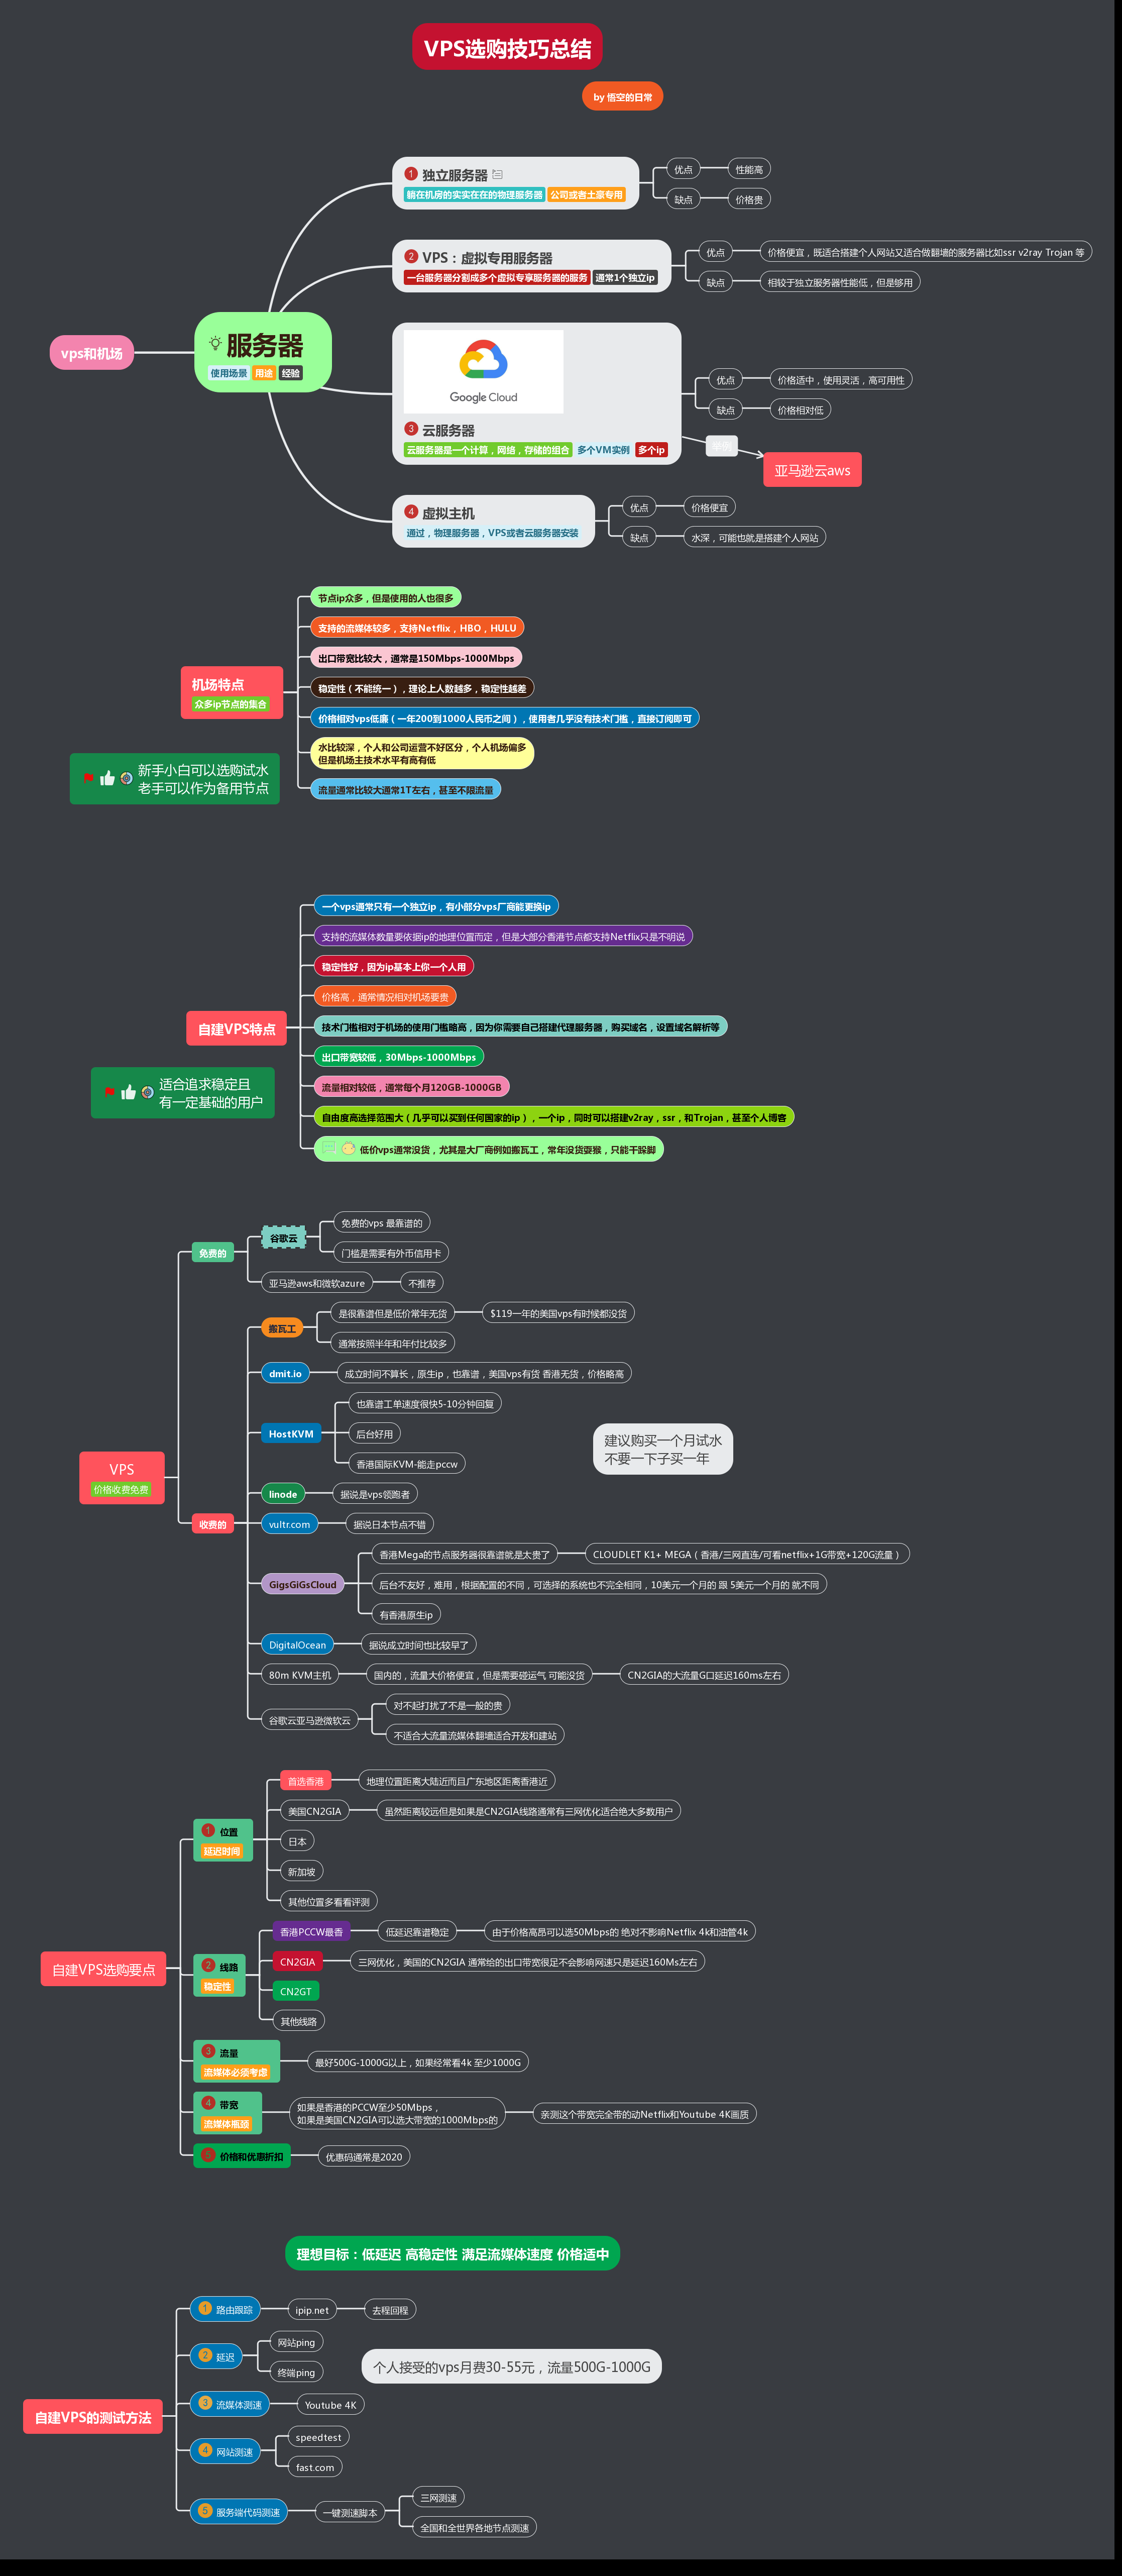 VPS选购技巧总结
by 悟空的日常
vps和机场
服务器
使用场景 用途 经验
1 独立服务器
躺在机房的实实在在的物理服务器 公司或者土豪专用
优点
性能高
缺点
价格贵
2 VPS：虚拟专用服务器
一台服务器分割成多个虚拟专享服务器的服务 通常1个独立ip
优点
价格便宜，既适合搭建个人网站又适合做翻墙的服务器比如ssr v2ray Trojan 等
缺点
相较于独立服务器性能低，但是够用
Google Cloud
3 云服务器
云服务器是一个计算，网络，存储的组合 多个VM实例 多个ip
优点
价格适中，使用灵活，高可用性
缺点
价格相对低
亚马逊云aws
4 虚拟主机
通过，物理服务器，VPS或者云服务器安装
优点
价格便宜
缺点
水深，可能也就是搭建个人网站
机场特点
众多ip节点的集合
新手小白可以选购试水
老手可以作为备用节点
节点ip众多，但是使用的人也很多
支持的流媒体较多，支持Netflix，HBO，HULU
出口带宽比较大，通常是150Mbps-1000Mbps
稳定性（不能统一），理论上人数越多，稳定性越差
价格相对vps低廉（一年200到1000人民币之间），使用者几乎没有技术门槛，直接订阅即可
水比较深，个人和公司运营不好区分，个人机场偏多
但是机场主技术水平有高有低
流量通常比较大通常1T左右，甚至不限流量
自建VPS特点
适合追求稳定且
有一定基础的用户
一个vps通常只有一个独立ip，有小部分vps厂商能更换ip
支持的流媒体数量要依据ip的地理位置而定，但是大部分香港节点都支持Netflix只是不明说
稳定性好，因为ip基本上你一个人用
价格高，通常情况相对机场要贵
技术门槛相对于机场的使用门槛略高，因为你需要自己搭建代理服务器，购买域名，设置域名解析等
出口带宽较低，30Mbps-1000Mbps
流量相对较低，通常每个月120GB-1000GB
自由度高选择范围大（几乎可以买到任何国家的ip），一个ip，同时可以搭建v2ray，ssr，和Trojan，甚至个人博客
低价vps通常没货，尤其是大厂商例如搬瓦工，常年没货耍猴，只能干跺脚
VPS
价格收费免费
免费的
谷歌云
免费的vps 最靠谱的
门槛是需要有外币信用卡
亚马逊aws和微软azure
不推荐
收费的
搬瓦工
是很靠谱但是低价常年无货
$119一年的美国vps有时候都没货
通常按照半年和年付比较多
dmit.io
成立时间不算长，原生ip，也靠谱，美国vps有货 香港无货，价格略高
HostKVM
也靠谱工单速度很快5-10分钟回复
后台好用
香港国际KVM-能走pccw
建议购买一个月试水
不要一下子买一年
linode
据说是vps领跑者
vultr.com
据说日本节点不错
GigsGiGsCloud
香港Mega的节点服务器很靠谱就是太贵了
CLOUDLET K1+ MEGA（香港/三网直连/可看netflix+1G带宽+120G流量）
后台不友好，难用，根据配置的不同，可选择的系统也不完全相同，10美元一个月的 跟 5美元一个月的 就不同
有香港原生ip
DigitalOcean
据说成立时间也比较早了
80m KVM主机
国内的，流量大价格便宜，但是需要碰运气 可能没货
CN2GIA的大流量G口延迟160ms左右
谷歌云亚马逊微软云
对不起打扰了不是一般的贵
不适合大流量流媒体翻墙适合开发和建站
自建VPS选购要点
1 位置
延迟时间
首选香港
地理位置距离大陆近而且广东地区距离香港近
美国CN2GIA
虽然距离较远但是如果是CN2GIA线路通常有三网优化适合绝大多数用户
日本
新加坡
其他位置多看看评测
2 线路
稳定性
香港PCCW最香
低延迟靠谱稳定
由于价格高昂可以选50Mbps的 绝对不影响Netflix 4k和油管4k
CN2GIA
三网优化，美国的CN2GIA 通常给的出口带宽很足不会影响网速只是延迟160Ms左右
CN2GT
其他线路
3 流量
流媒体必须考虑
最好500G-1000G以上，如果经常看4k 至少1000G
4 带宽
流媒体瓶颈
如果是香港的PCCW至少50Mbps，
如果是美国CN2GIA可以选大带宽的1000Mbps的
亲测这个带宽完全带的动Netflix和Youtube 4K画质
5 价格和优惠折扣
优惠码通常是2020
理想目标：低延迟 高稳定性 满足流媒体速度 价格适中
自建VPS的测试方法
1 路由跟踪
ipip.net
去程回程
2 延迟
网站ping
终端ping
个人接受的vps月费30-55元，流量500G-1000G
3 流媒体测速
Youtube 4K
4 网站测速
speedtest
fast.com
5 服务端代码测速
一键测速脚本
三网测速
全国和全世界各地节点测速